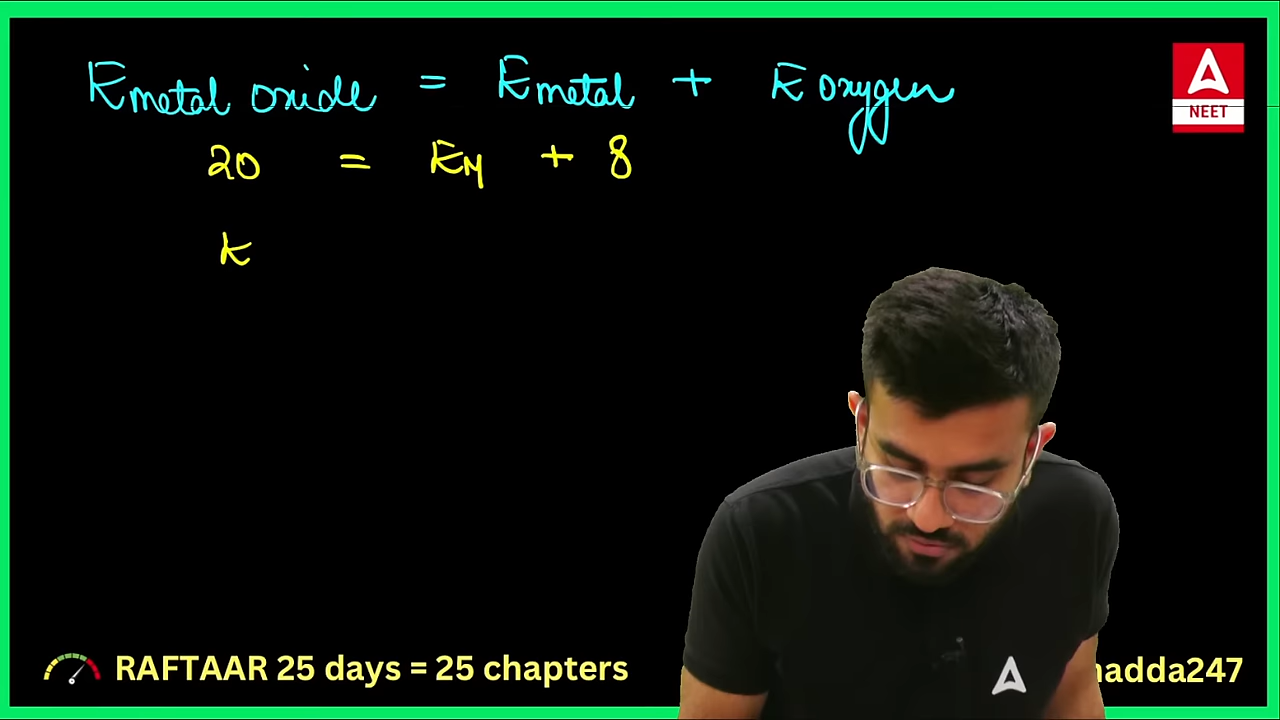 Emetal oxide = Emetal + E oxygen
NEET
20 = EM + 8
E
RAFTAAR 25 days = 25 chapters
adda247